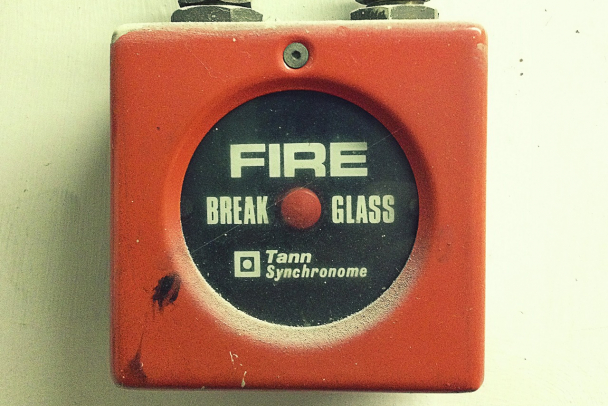 FIRE
BREAK GLASS
Tann
Synchronome